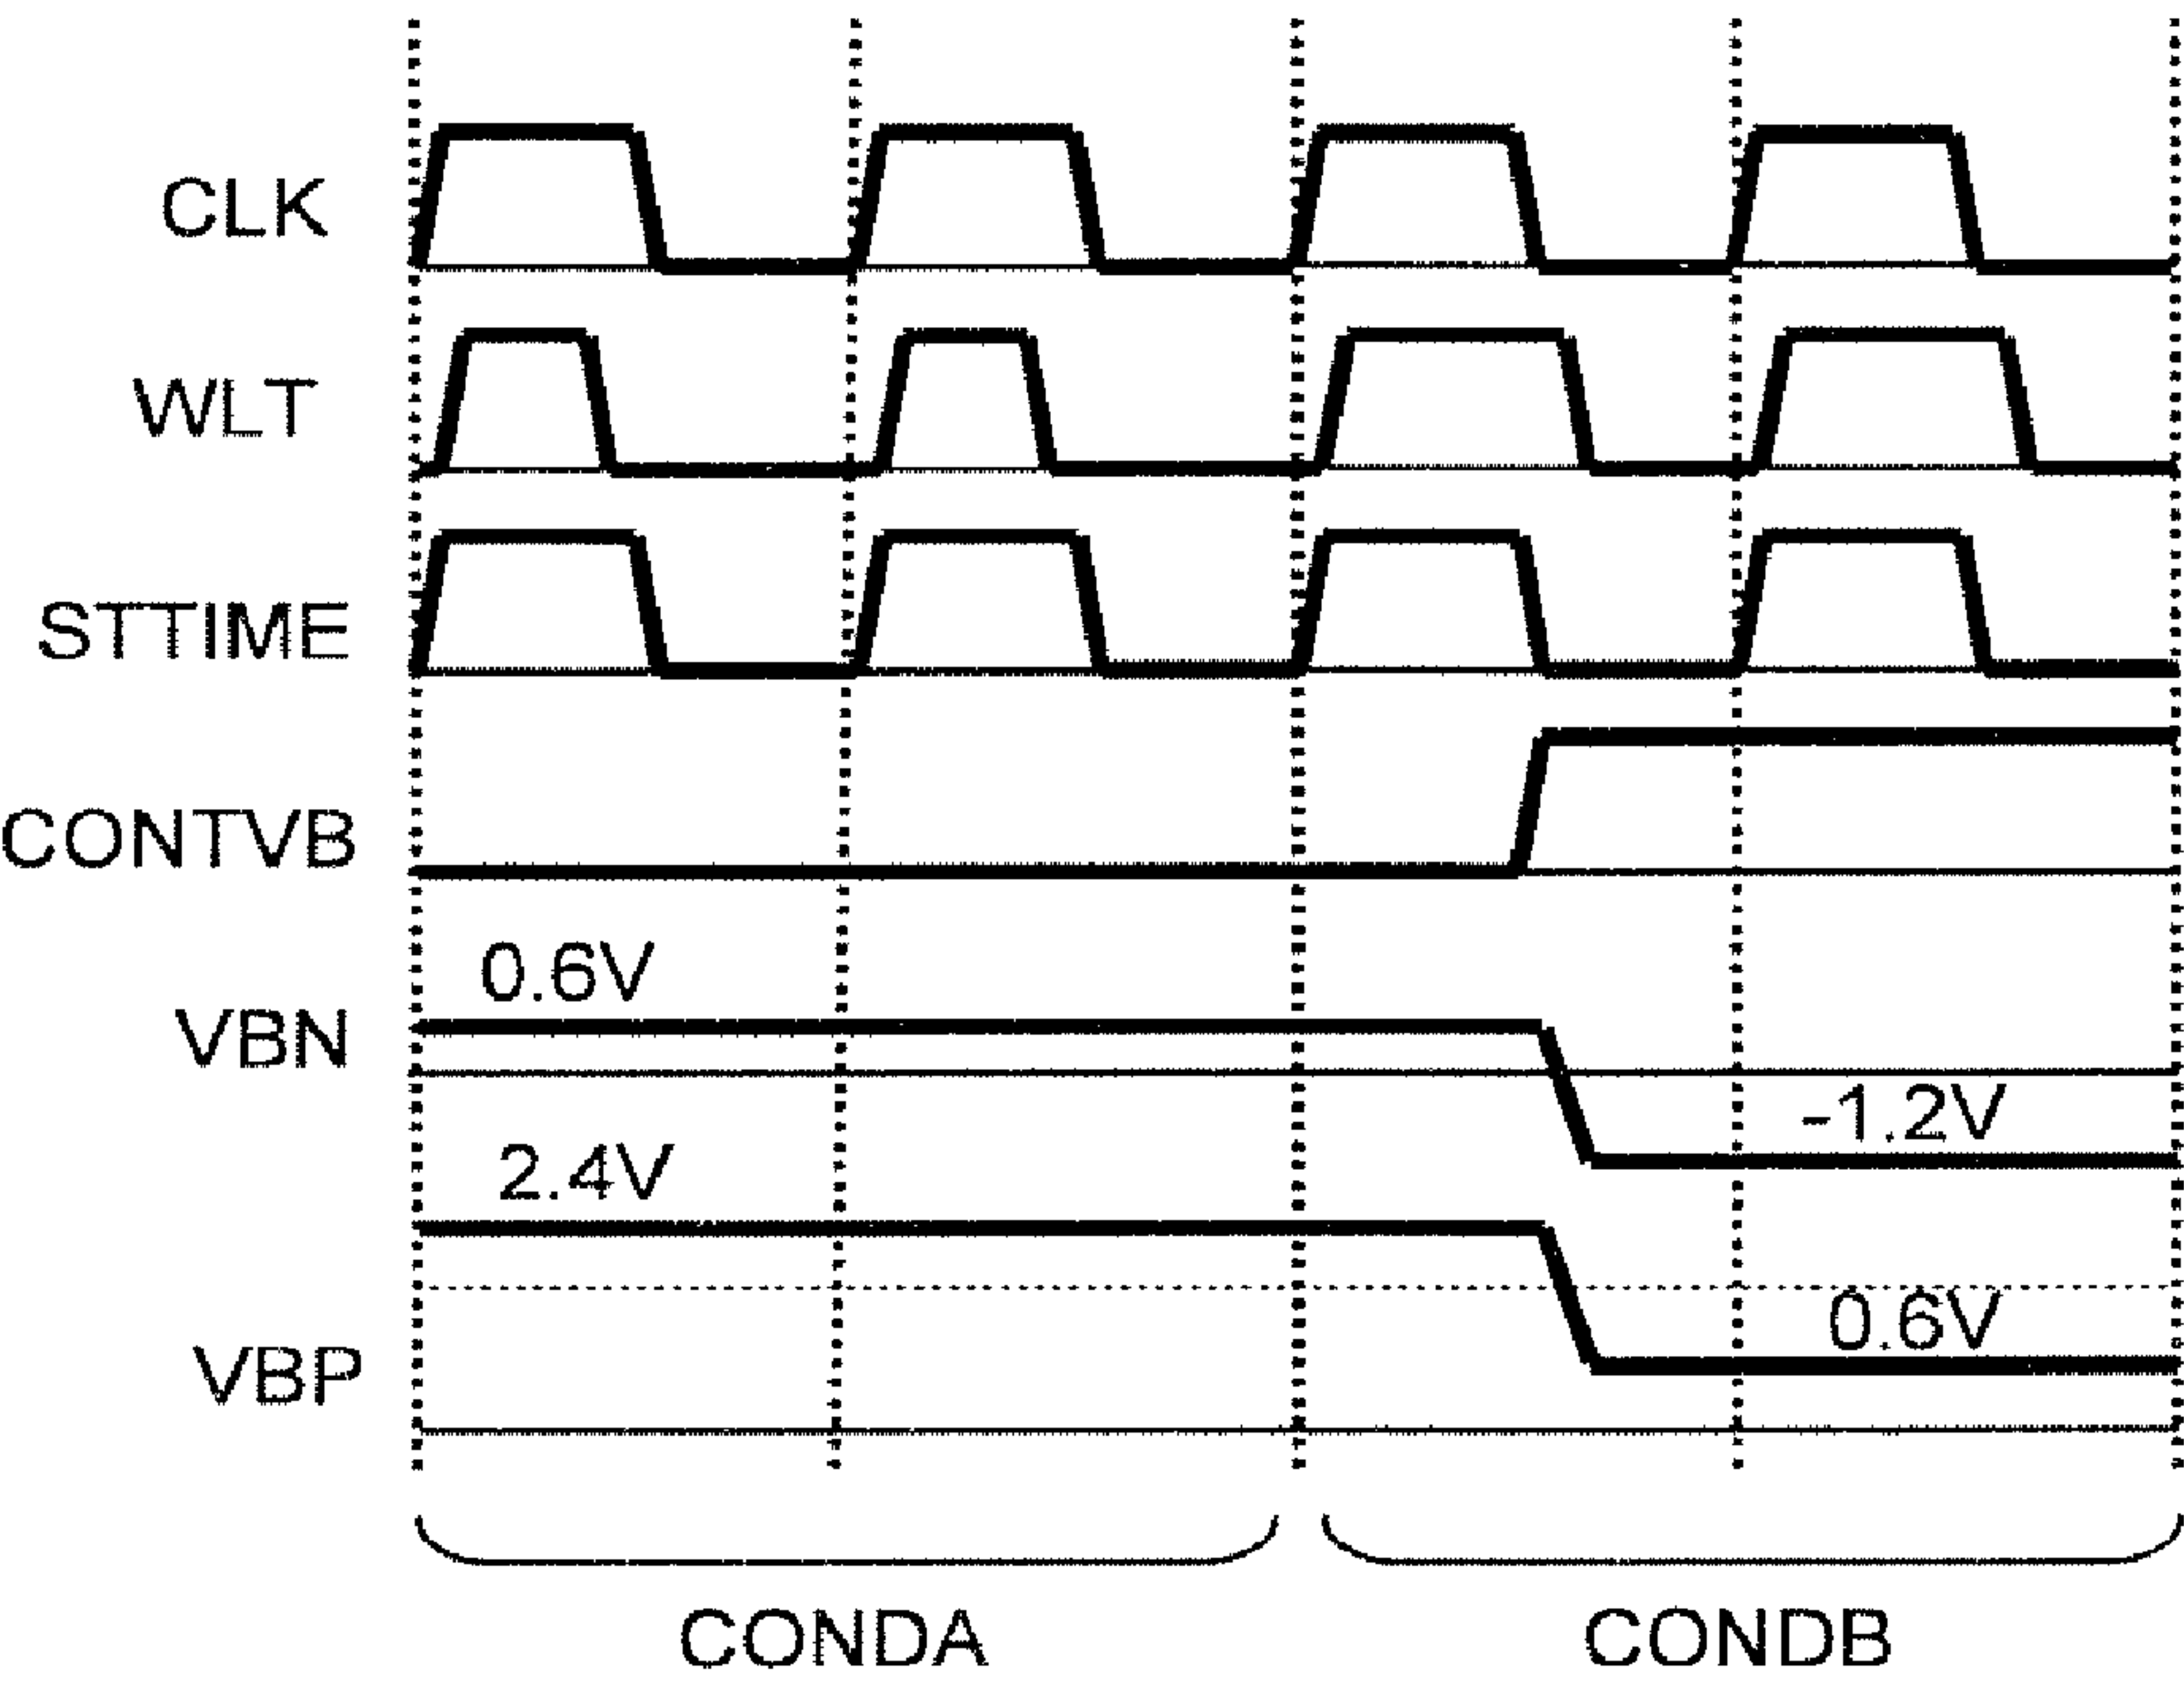 CLK
WLT
STTIME
CONTVB
0.6V
VBN
-1.2V
2.4V
0.6V
VBP
CONDA CONDB